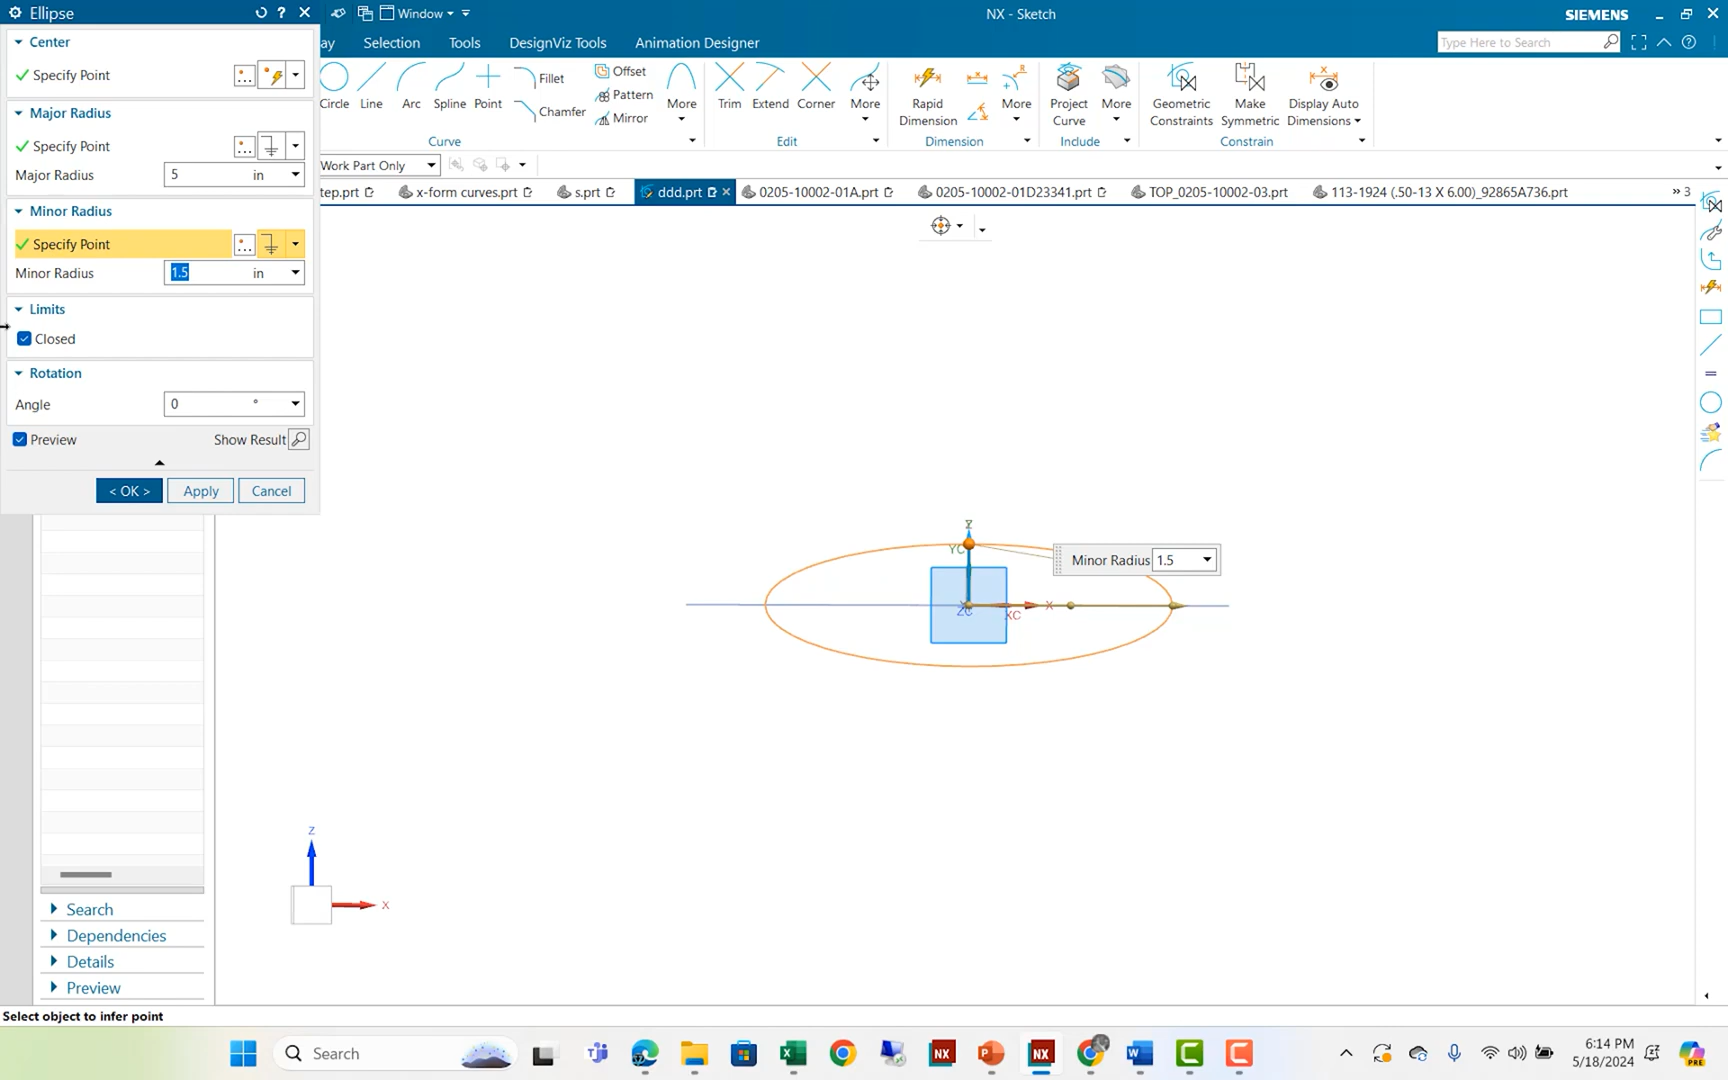 Ellipse
Window
NX - Sketch
SIEMENS
ay
Selection
Tools
DesignViz Tools
Animation Designer
Type Here to Search
Center
Specify Point
Major Radius
Specify Point
Major Radius
5
in
Minor Radius
Specify Point
Minor Radius
1.5
in
Limits
Closed
Rotation
Angle
0
°
Preview
Show Result
< OK >
Apply
Cancel
Circle
Line
Arc
Spline
Point
Fillet
Chamfer
Offset
Pattern
Mirror
More
Trim
Extend
Corner
More
Rapid
Dimension
More
Project
Curve
More
Geometric
Constraints
Make
Symmetric
Display Auto
Dimensions
Curve
Edit
Dimension
Include
Constrain
Work Part Only
tep.prt
x-form curves.prt
s.prt
ddd.prt
0205-10002-01A.prt
0205-10002-01D23341.prt
TOP_0205-10002-03.prt
113-1924 (.50-13 X 6.00)_92865A736.prt
3
YC
Minor Radius 1.5
ZC
XC
X
Z
X
Search
Dependencies
Details
Preview
Select object to infer point
Search
6:14 PM
5/18/2024